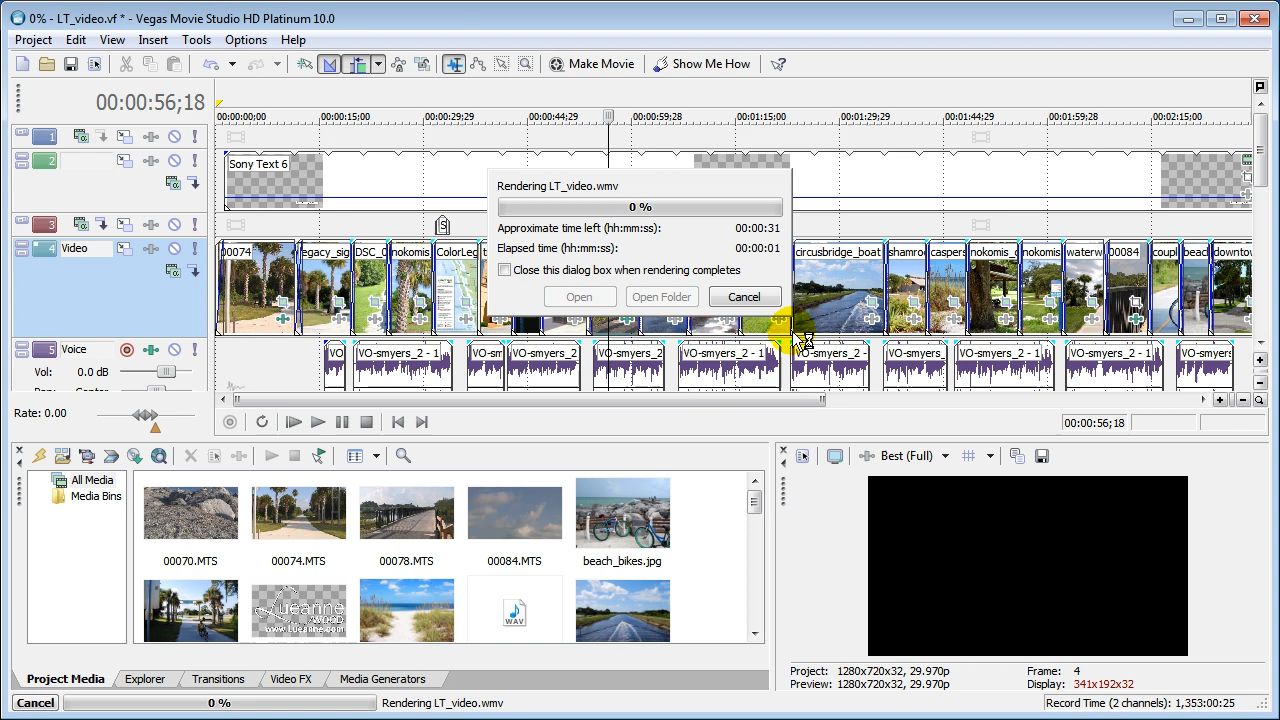 0% - LT_video.vf * - Vegas Movie Studio HD Platinum 10.0
Project Edit View Insert Tools Options Help
Make Movie Show Me How
00:00:56;18
00:00:00;00 00:00:15;00 00:00:29;29 00:00:44;29 00:00:59;28 00:01:15;00 00:01:29;29 00:01:44;29 00:01:59;28 00:02:15;00
1
2
Sony Text 6
3
S
4 Video
00074 legacy_sig DSC_0 nokomis ColorLeg circusbridge_boat shamro caspers nokomis_ nokomis waterw 00084 coupl beach downtow
Rendering LT_video.wmv
0 %
Approximate time left (hh:mm:ss): 00:00:31
Elapsed time (hh:mm:ss): 00:00:01
Close this dialog box when rendering completes
Open Open Folder Cancel
5 Voice
VO VO-smyers_2 - 1 VO-sm VO-smyers_2 VO-smyers_2 VO-smyers_2 - 1 VO-smyers_2 - VO-smyers_ VO-smyers_2 - 1 VO-smyers_2 - 1 VO-smyers
Vol: 0.0 dB
Pan: Center
Rate: 0.00
00:00:56;18
All Media
Media Bins
00070.MTS 00074.MTS 00078.MTS 00084.MTS beach_bikes.jpg
Lueanne
WOOD
www.Lueanne.com
WAV
Best (Full)
Project Media Explorer Transitions Video FX Media Generators
Project: 1280x720x32, 29.970p Frame: 4
Preview: 1280x720x32, 29.970p Display: 341x192x32
Cancel 0 % Rendering LT_video.wmv Record Time (2 channels): 1,353:00:25